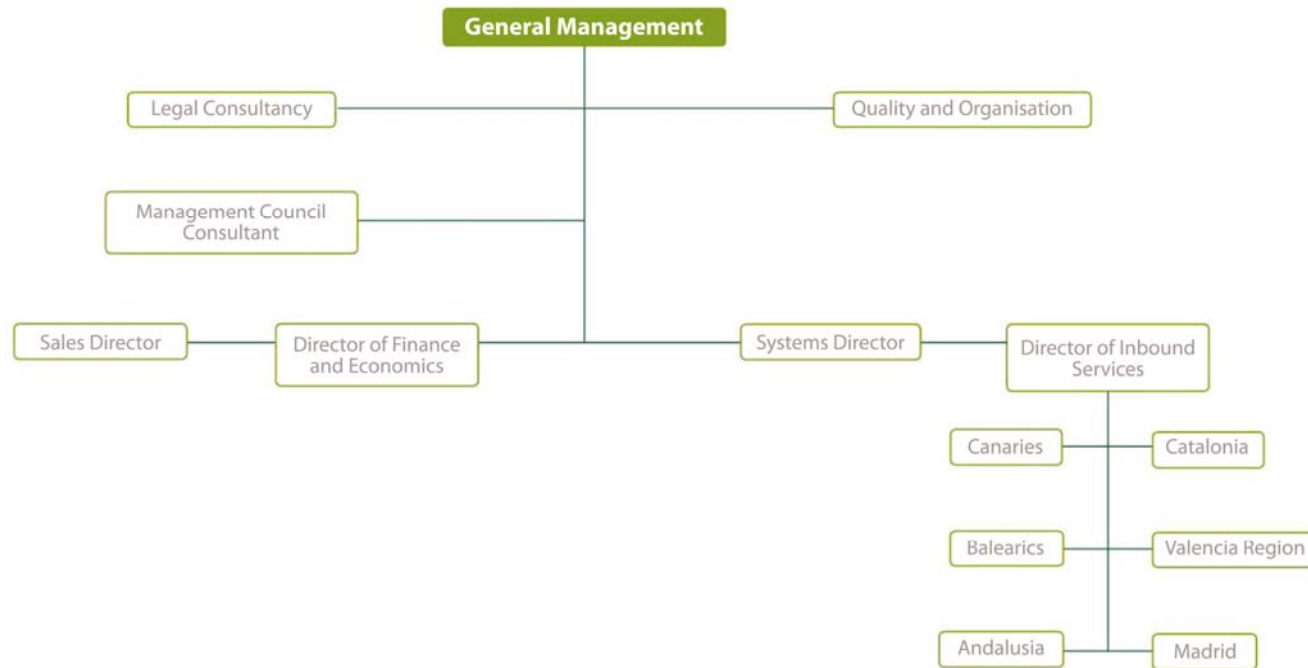 General Management
Legal Consultancy
Quality and Organisation
Management Council
Consultant
Sales Director
Director of Finance
and Economics
Systems Director
Director of Inbound
Services
Canaries
Catalonia
Balearics
Valencia Region
Andalusia
Madrid